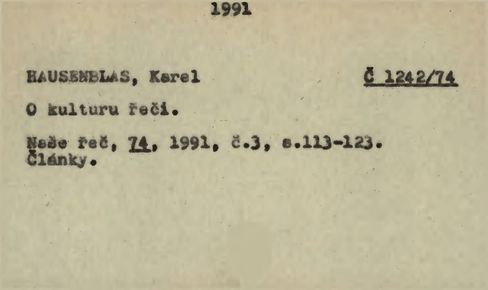 1991
HAUSENBLAS, Karel Č 1242/74
O kulturu řeči.
Naše řeč, 74, 1991, č.3, s.113-123.
Články.